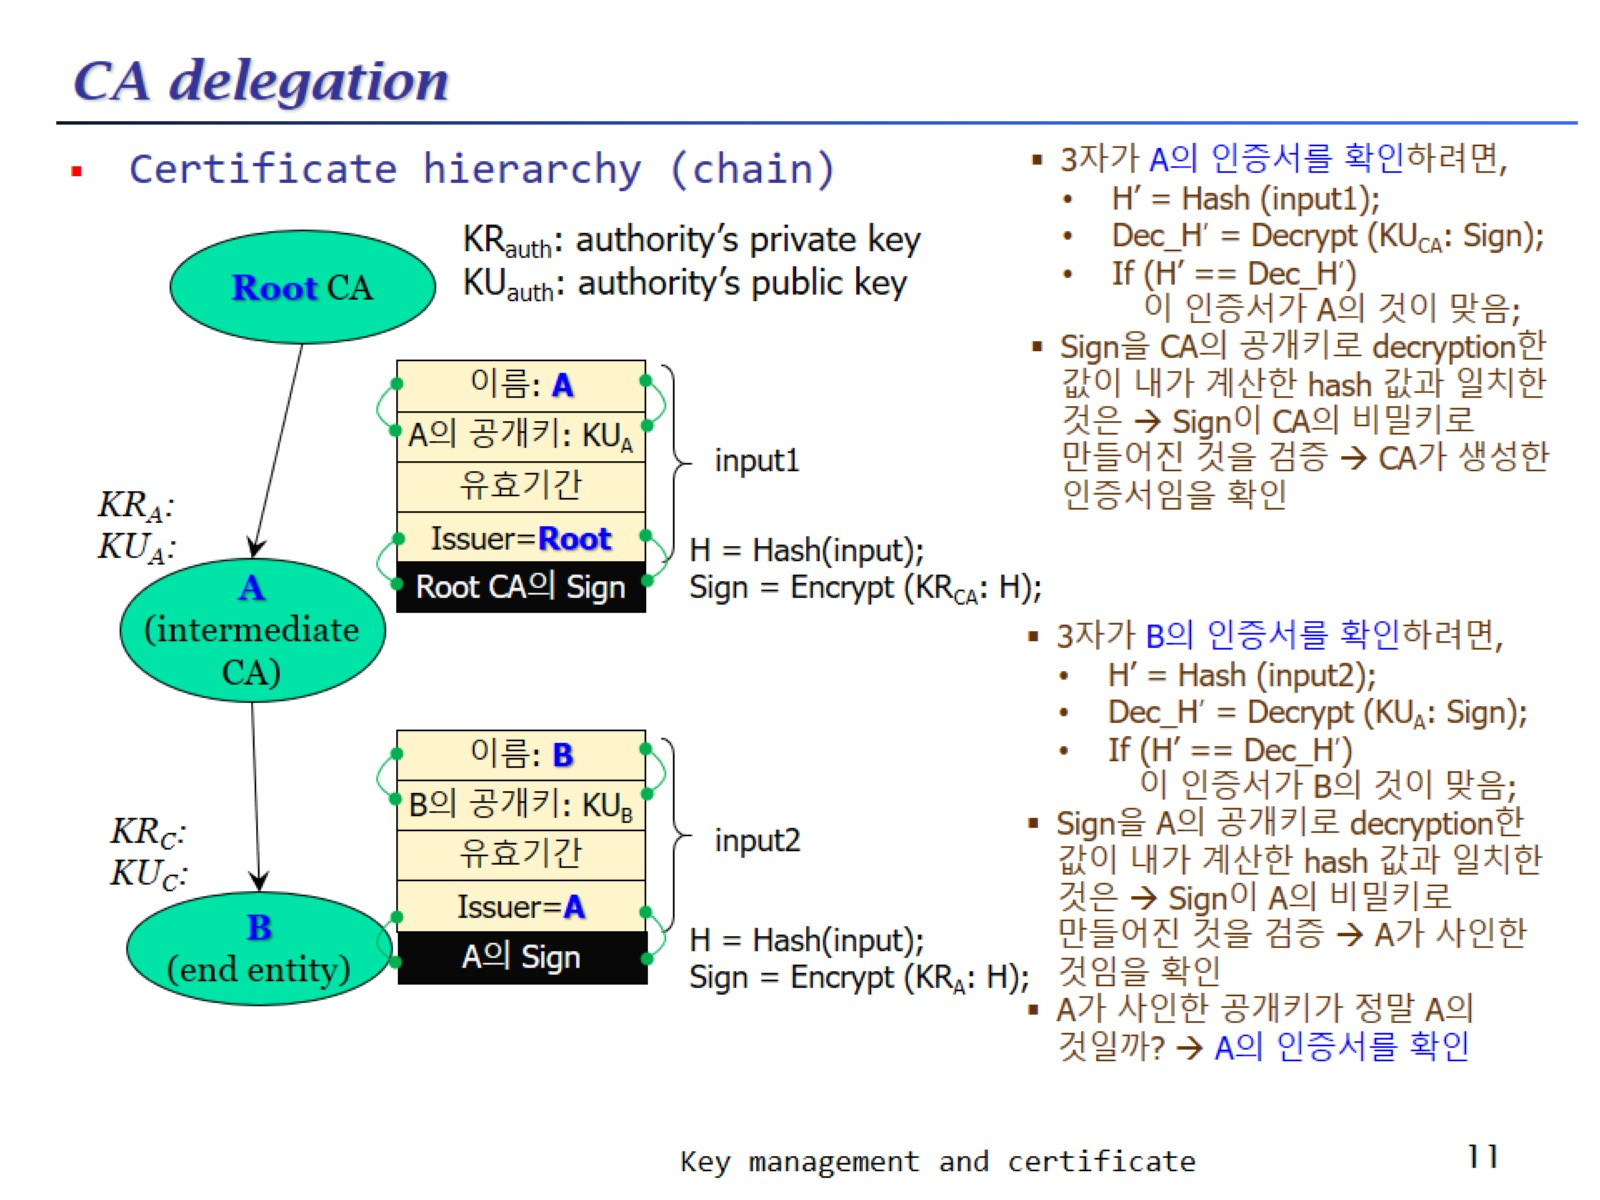 CA delegation
Certificate hierarchy (chain)
KRauth: authority's private key
KUauth: authority's public key
Root CA
이름: A
A의 공개키: KUA
유효기간
Issuer=Root
Root CA의 Sign
input1
H = Hash(input);
Sign = Encrypt (KRCA: H);
KRA:
KUA:
A
(intermediate
CA)
이름: B
B의 공개키: KUB
유효기간
Issuer=A
A의 Sign
input2
H = Hash(input);
Sign = Encrypt (KRA: H);
KRC:
KUC:
B
(end entity)
▪ 3자가 A의 인증서를 확인하려면,
• H’ = Hash (input1);
• Dec_H’ = Decrypt (KUCA: Sign);
• If (H’ == Dec_H’)
이 인증서가 A의 것이 맞음;
▪ Sign을 CA의 공개키로 decryption한
값이 내가 계산한 hash 값과 일치한
것은 → Sign이 CA의 비밀키로
만들어진 것을 검증 → CA가 생성한
인증서임을 확인
▪ 3자가 B의 인증서를 확인하려면,
• H’ = Hash (input2);
• Dec_H’ = Decrypt (KUA: Sign);
• If (H’ == Dec_H’)
이 인증서가 B의 것이 맞음;
▪ Sign을 A의 공개키로 decryption한
값이 내가 계산한 hash 값과 일치한
것은 → Sign이 A의 비밀키로
만들어진 것을 검증 → A가 사인한
것임을 확인
▪ A가 사인한 공개키가 정말 A의
것일까? → A의 인증서를 확인
Key management and certificate
11